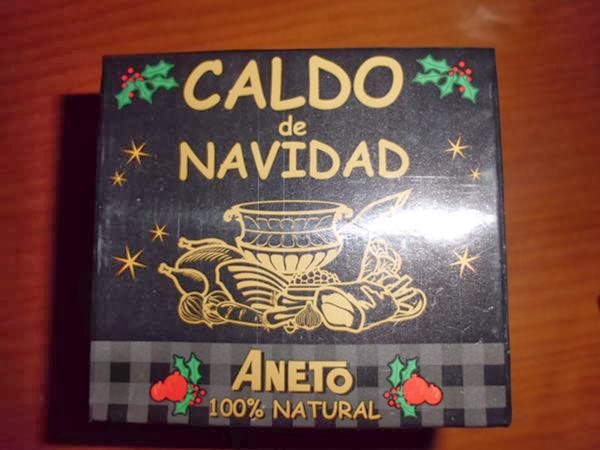 CALDO
de
NAVIDAD
ANETO
100% NATURAL